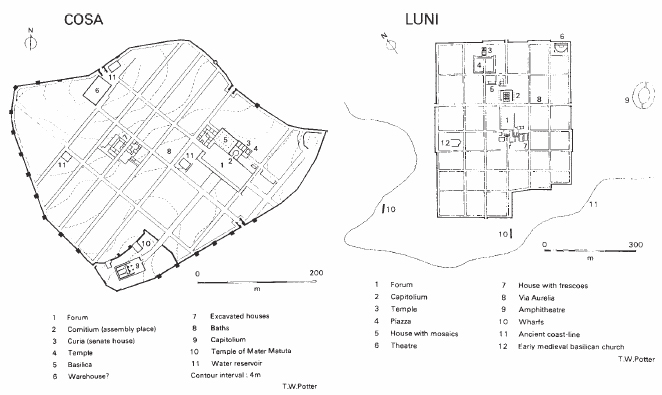 COSA
N
11
6
5
3
4
8
11
1
2
11
10
9
0 200
m
1 Forum
2 Comitium (assembly place)
3 Curia (senate house)
4 Temple
5 Basilica
6 Warehouse?
7 Excavated houses
8 Baths
9 Capitolium
10 Temple of Mater Matuta
11 Water reservoir
Contour interval : 4m
T.W.Potter
LUNI
N
6
3
4
5
2
8
9
1
12
7
10
11
10
0 300
m
1 Forum
2 Capitolium
3 Temple
4 Piazza
5 House with mosaics
6 Theatre
7 House with frescoes
8 Via Aurelia
9 Amphitheatre
10 Wharfs
11 Ancient coast-line
12 Early medieval basilican church
T.W.Potter